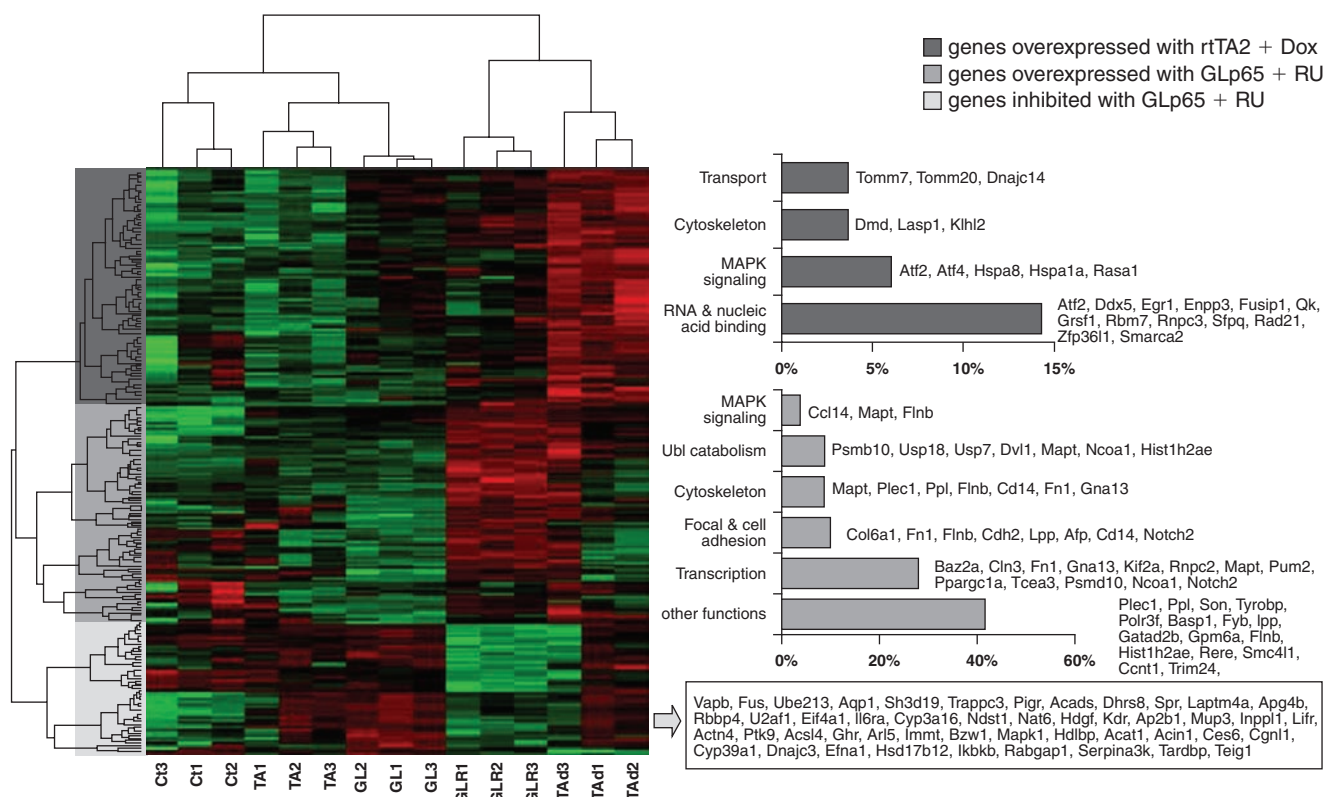 genes overexpressed with rtTA2 + Dox
genes overexpressed with GLp65 + RU
genes inhibited with GLp65 + RU
Transport
Tomm7, Tomm20, Dnajc14
Cytoskeleton
Dmd, Lasp1, Klhl2
MAPK
signaling
Atf2, Atf4, Hspa8, Hspa1a, Rasa1
RNA & nucleic
acid binding
Atf2, Ddx5, Egr1, Enpp3, Fusip1, Qk,
Grsf1, Rbm7, Rnpc3, Sfpq, Rad21,
Zfp36l1, Smarca2
0% 5% 10% 15%
MAPK
signaling
Ccl14, Mapt, Flnb
Ubl catabolism
Psmb10, Usp18, Usp7, Dvl1, Mapt, Ncoa1, Hist1h2ae
Cytoskeleton
Mapt, Plec1, Ppl, Flnb, Cd14, Fn1, Gna13
Focal & cell
adhesion
Col6a1, Fn1, Flnb, Cdh2, Lpp, Afp, Cd14, Notch2
Transcription
Baz2a, Cln3, Fn1, Gna13, Kif2a, Rnpc2, Mapt, Pum2,
Ppargc1a, Tcea3, Psmd10, Ncoa1, Notch2
other functions
Plec1, Ppl, Son, Tyrobp,
Polr3f, Basp1, Fyb, Ipp,
Gatad2b, Gpm6a, Flnb,
Hist1h2ae, Rere, Smc4l1,
Ccnt1, Trim24,
0% 20% 40% 60%
Vapb, Fus, Ube213, Aqp1, Sh3d19, Trappc3, Pigr, Acads, Dhrs8, Spr, Laptm4a, Apg4b,
Rbbp4, U2af1, Eif4a1, Il6ra, Cyp3a16, Ndst1, Nat6, Hdgf, Kdr, Ap2b1, Mup3, Inppl1, Lifr,
Actn4, Ptk9, Acsl4, Ghr, Arl5, Immt, Bzw1, Mapk1, Hdlbp, Acat1, Acin1, Ces6, Cgnl1,
Cyp39a1, Dnajc3, Efna1, Hsd17b12, Ikbkb, Rabgap1, Serpina3k, Tardbp, Teig1
Ct3 Ct1 Ct2 TA1 TA2 TA3 GL2 GL1 GL3 GLR1 GLR2 GLR3 TAd3 TAd1 TAd2